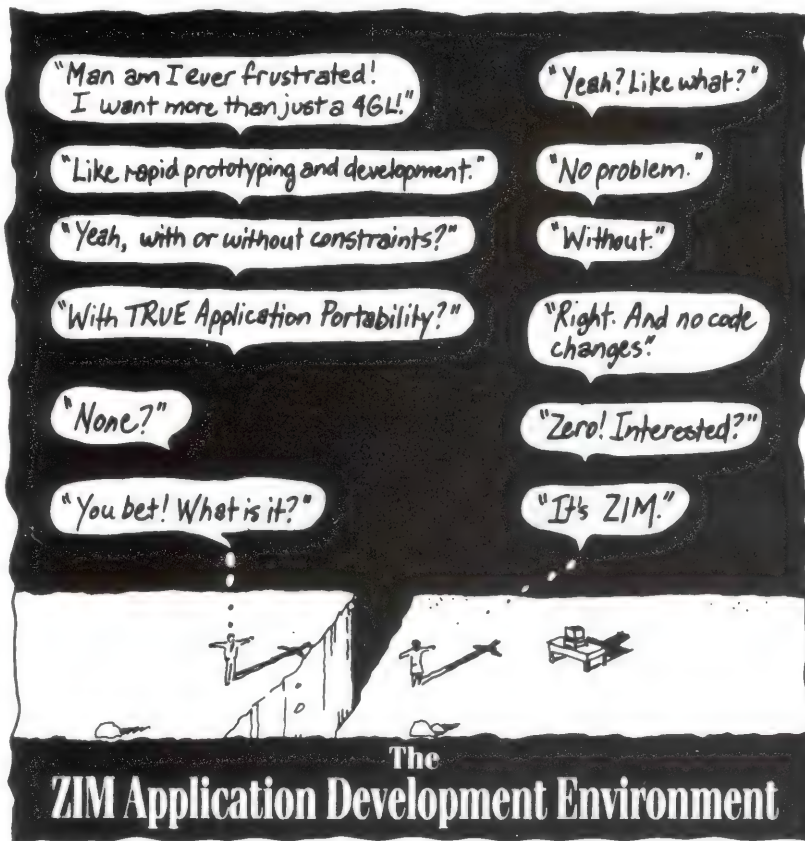 "Man am I ever frustrated!
I want more than just a 4GL!"
"Yeah? Like what?"
"Like rapid prototyping and development."
"No problem."
"Yeah, with or without constraints?"
"Without."
"With TRUE Application Portability?"
"Right. And no code
changes."
"None?"
"Zero! Interested?"
"You bet! What is it?"
"It's ZIM."
The
ZIM Application Development Environment